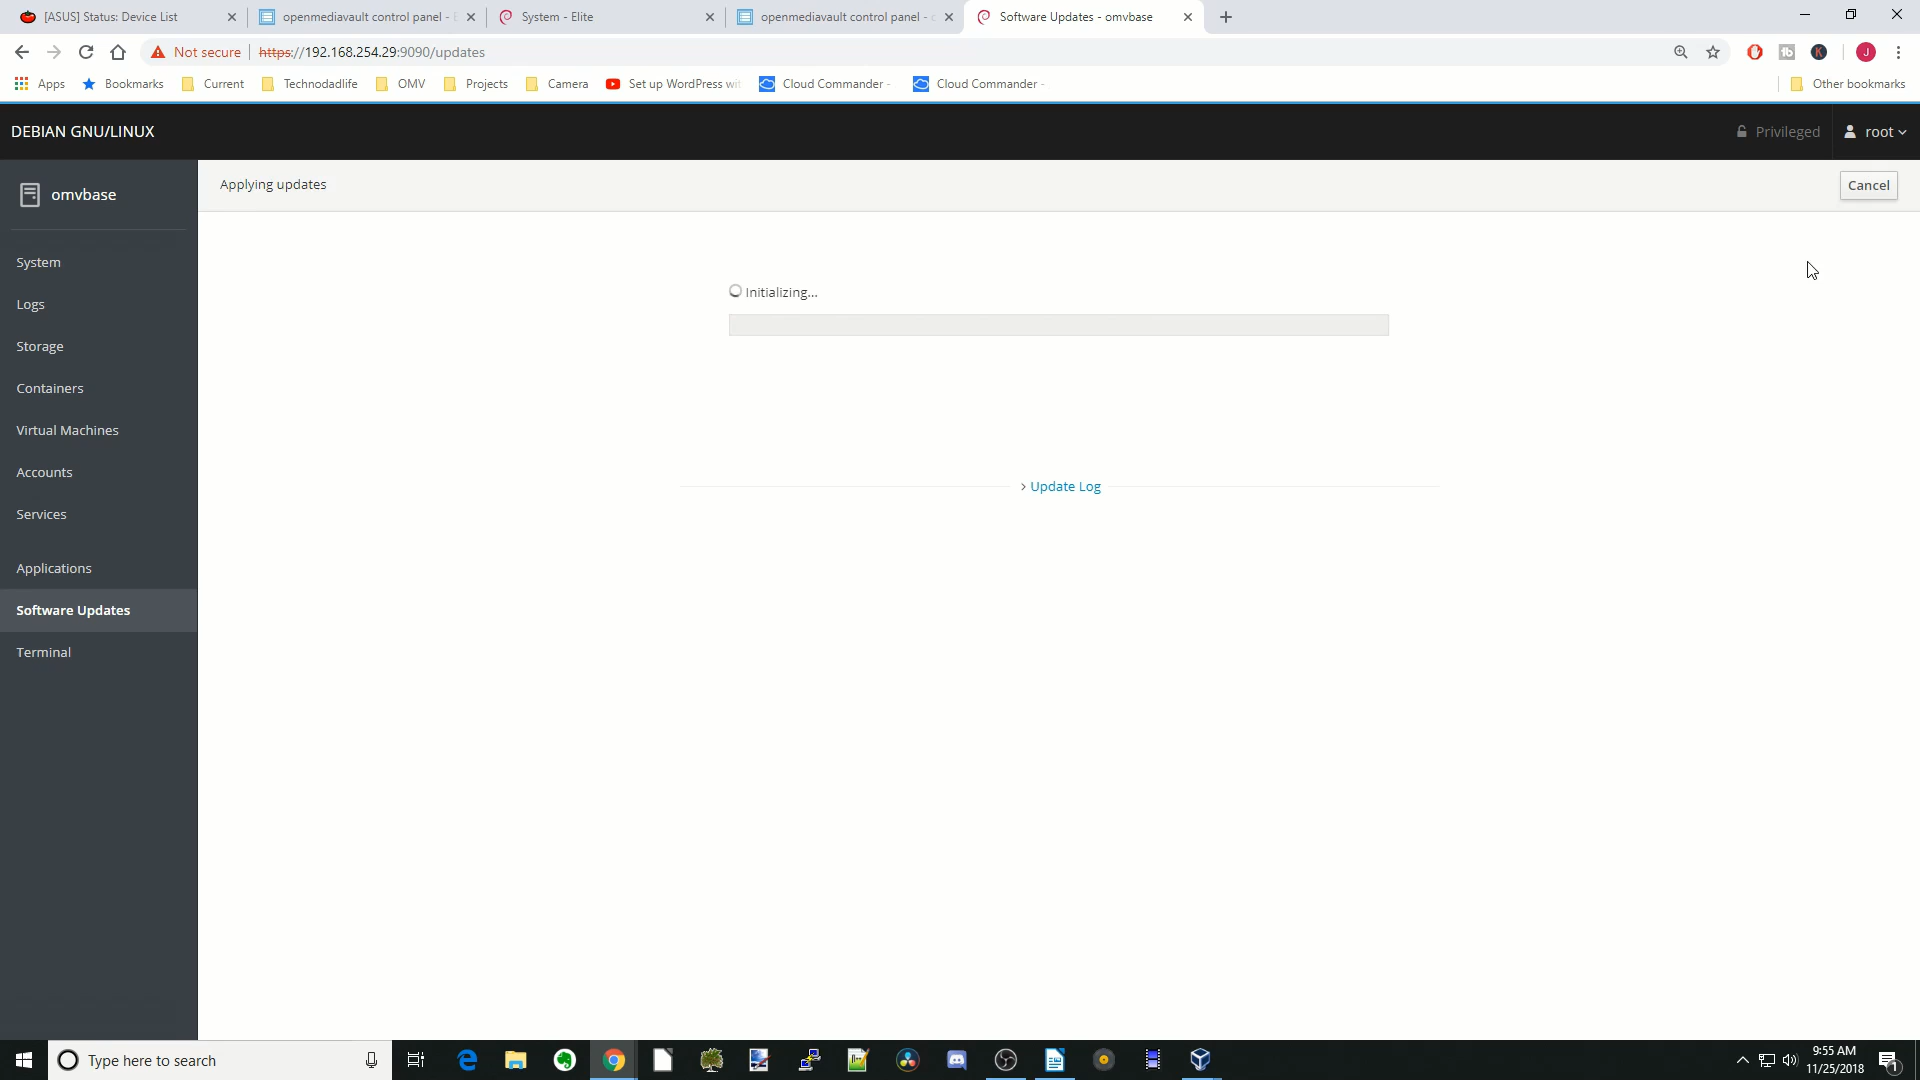 [ASUS] Status: Device List
openmediavault control panel -
System - Elite
openmediavault control panel -
Software Updates - omvbase
Not secure
https://192.168.254.29:9090/updates
J
Apps
Bookmarks
Current
Technodadlife
OMV
Projects
Camera
Set up WordPress wit
Cloud Commander -
Cloud Commander -
Other bookmarks
DEBIAN GNU/LINUX
Privileged
root
omvbase
Applying updates
Cancel
System
Logs
Storage
Containers
Virtual Machines
Accounts
Services
Applications
Software Updates
Terminal
Initializing...
Update Log
Type here to search
9:55 AM
11/25/2018
1